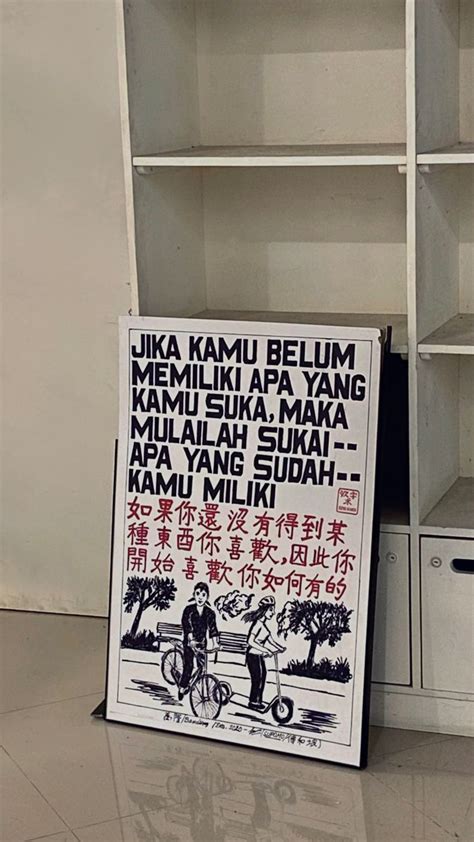 JIKA KAMU BELUM
MEMILIKI APA YANG
KAMU SUKA, MAKA
MULAILAH SUKAI--
APA YANG SUDAH--
KAMU MILIKI
如果你還沒有得到某
種東酉你喜歡,因此你
開始喜歡你如何有的